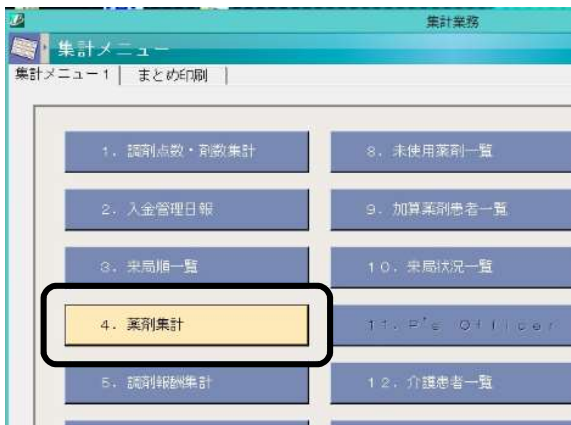 集計業務
集計メニュー
集計メニュー1
まとめ印刷
1. 調剤点数・剤数集計
8. 未使用薬剤一覧
2. 入金管理日報
9. 加算薬剤患者一覧
3. 来局順一覧
10. 来局状況一覧
4. 薬剤集計
11. P's Officer
5. 調剤報酬集計
12. 介護患者一覧